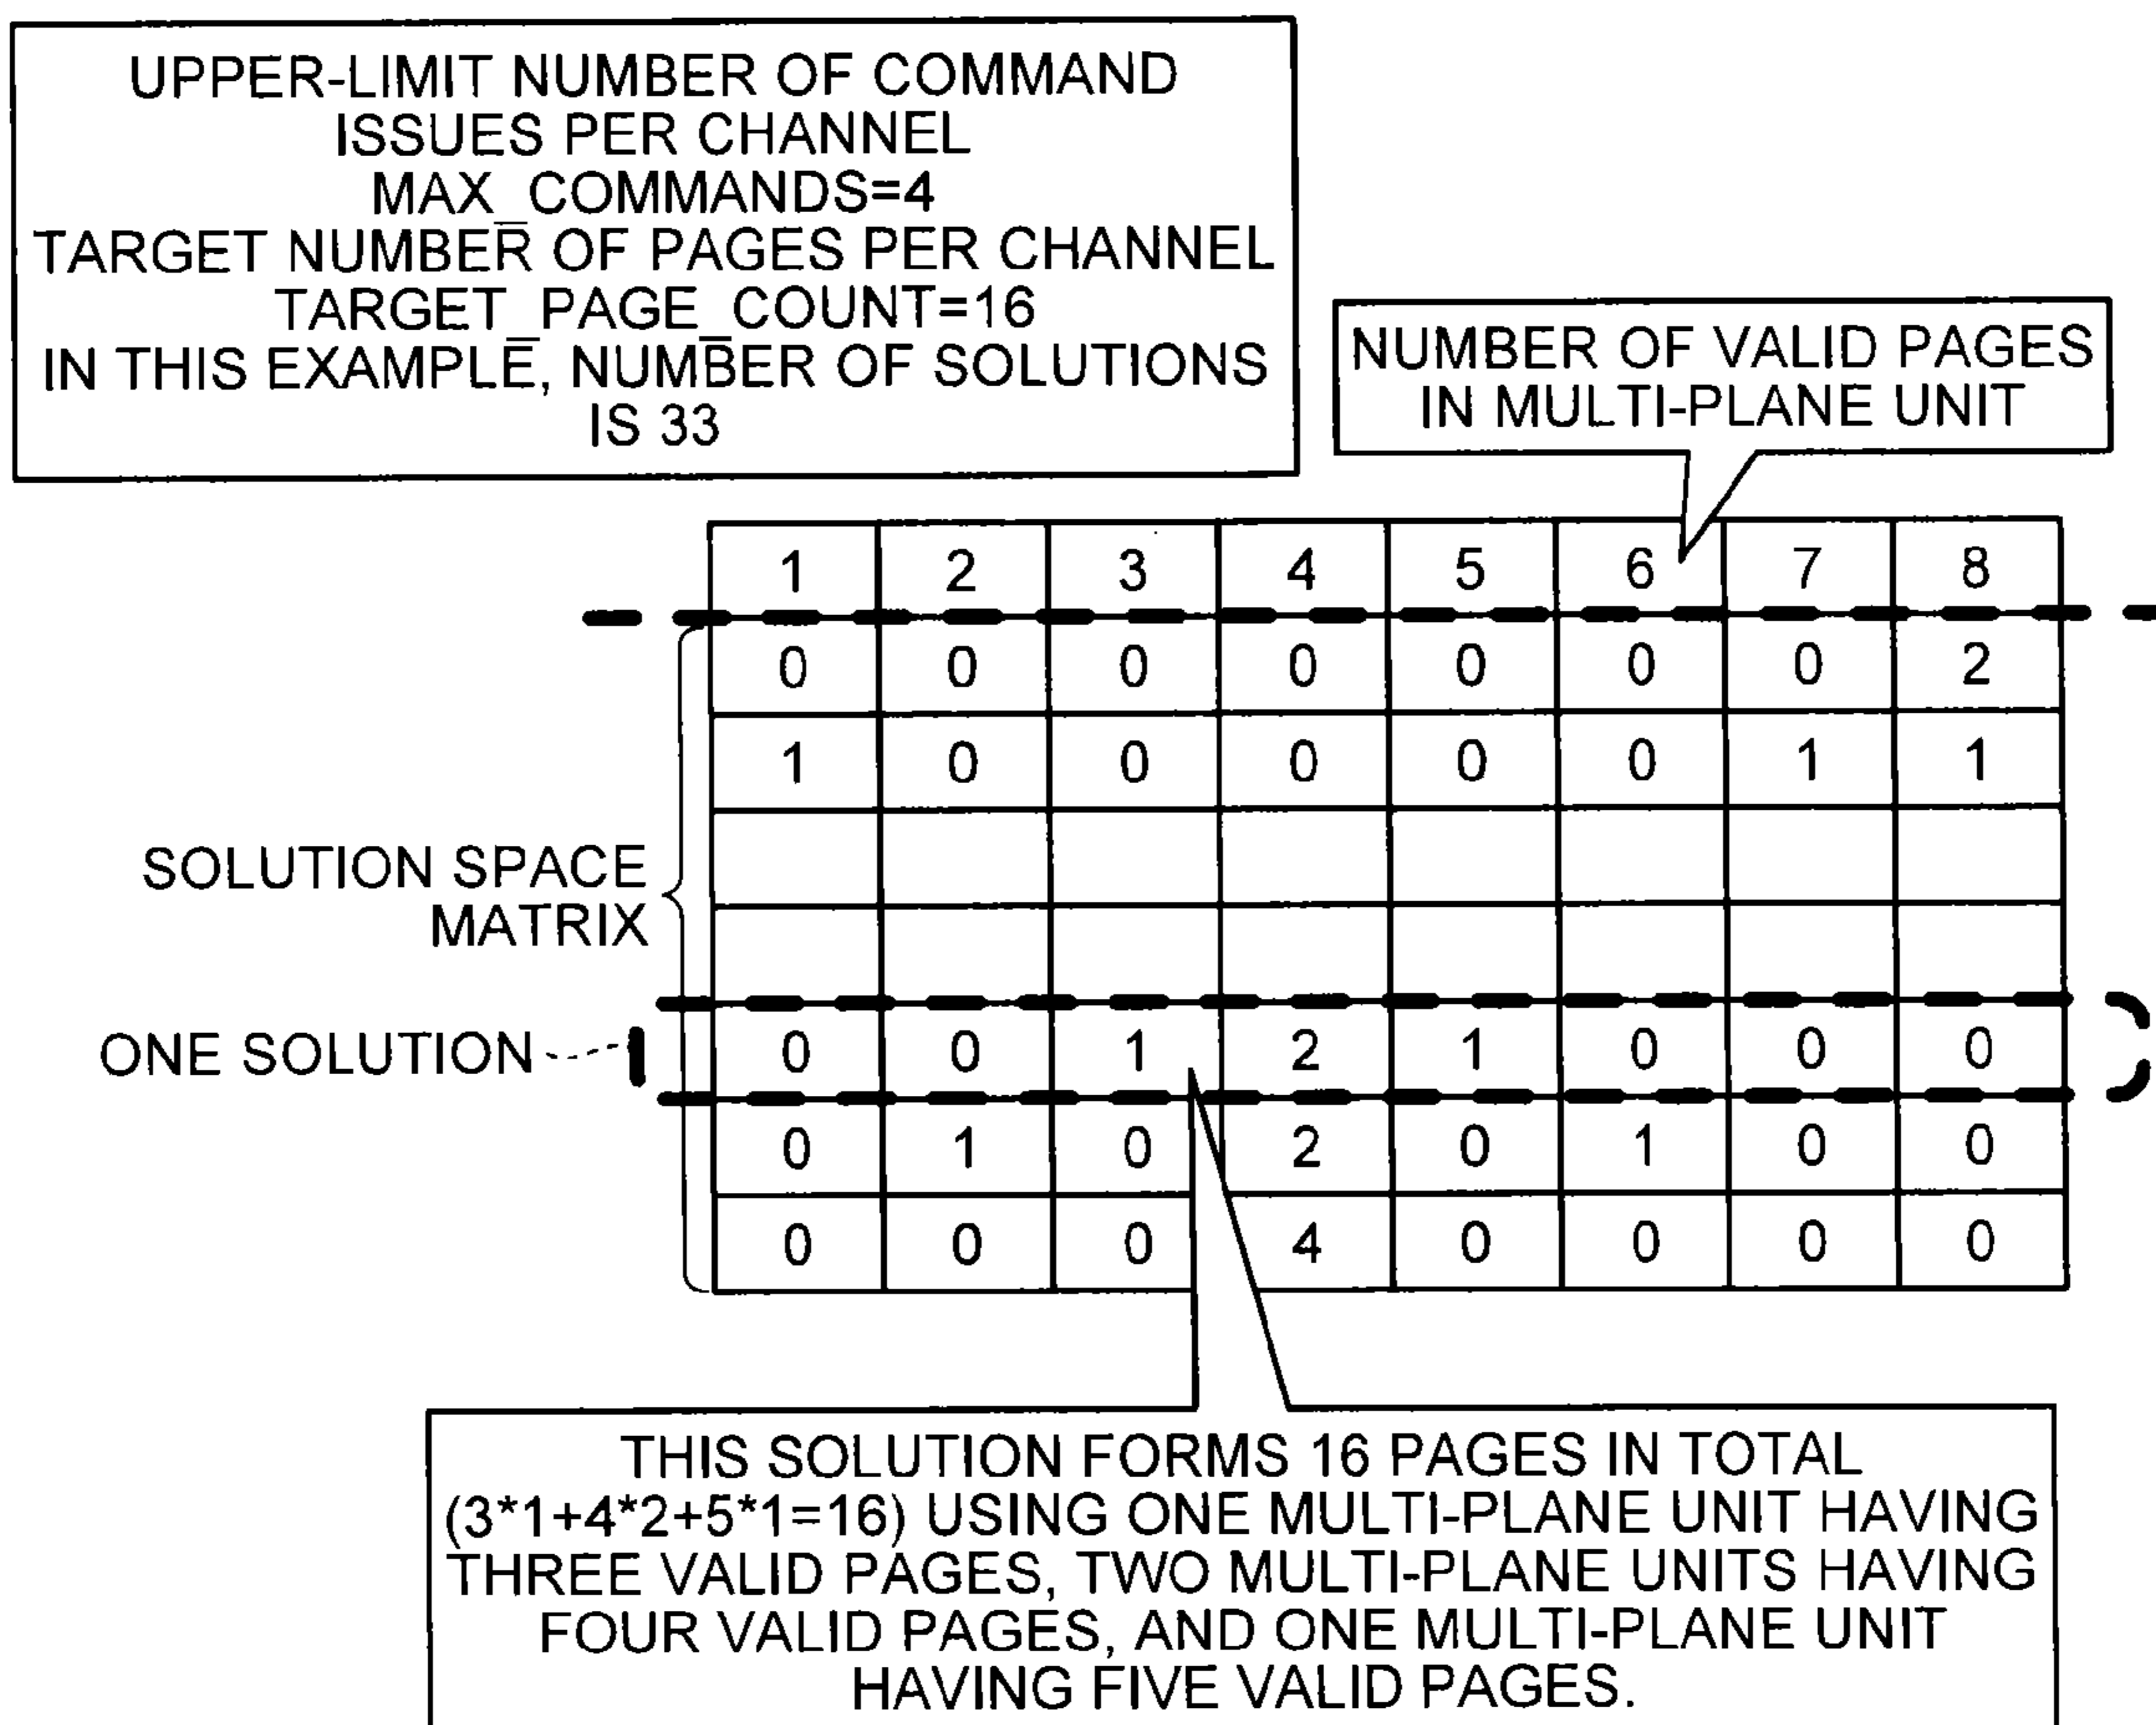 UPPER-LIMIT NUMBER OF COMMAND
ISSUES PER CHANNEL
MAX_COMMANDS=4
TARGET NUMBER OF PAGES PER CHANNEL
TARGET_PAGE_COUNT=16
IN THIS EXAMPLE, NUMBER OF SOLUTIONS
IS 33
NUMBER OF VALID PAGES
IN MULTI-PLANE UNIT
1 2 3 4 5 6 7 8
0 0 0 0 0 0 0 2
1 0 0 0 0 0 1 1
SOLUTION SPACE
MATRIX
ONE SOLUTION
0 0 1 2 1 0 0 0
0 1 0 2 0 1 0 0
0 0 0 4 0 0 0 0
THIS SOLUTION FORMS 16 PAGES IN TOTAL
(3*1+4*2+5*1=16) USING ONE MULTI-PLANE UNIT HAVING
THREE VALID PAGES, TWO MULTI-PLANE UNITS HAVING
FOUR VALID PAGES, AND ONE MULTI-PLANE UNIT
HAVING FIVE VALID PAGES.